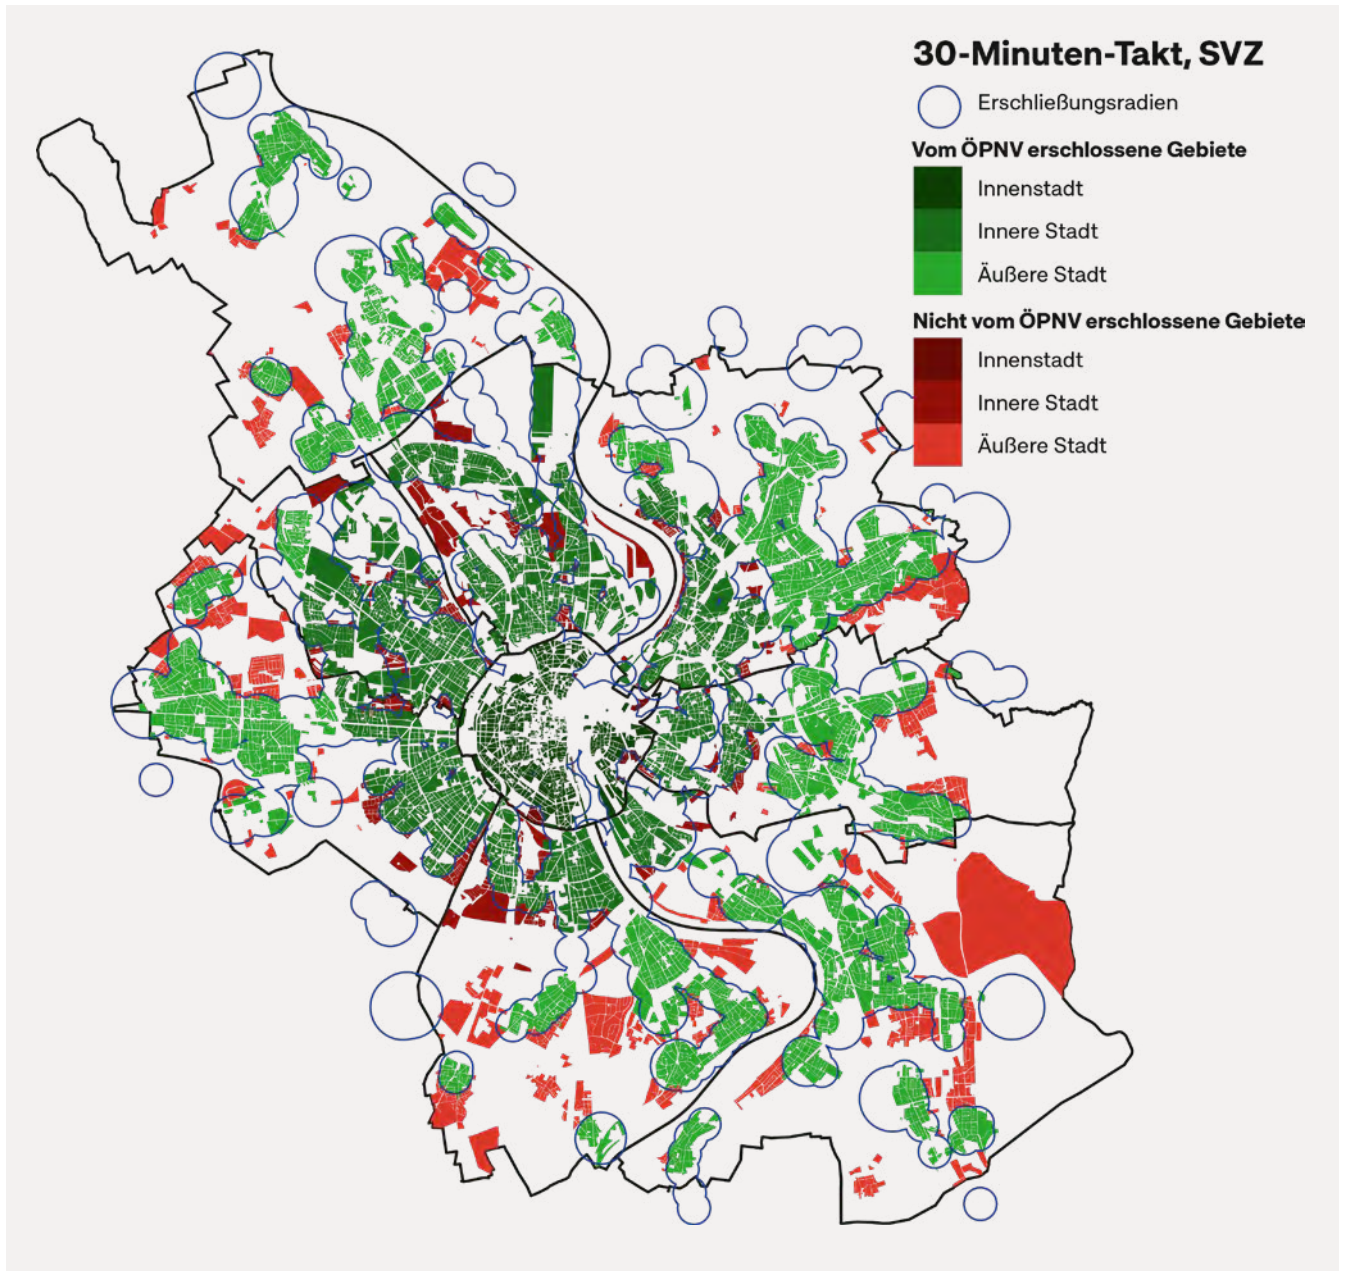 30-Minuten-Takt, SVZ
Erschließungsradien
Vom ÖPNV erschlossene Gebiete
Innenstadt
Innere Stadt
Äußere Stadt
Nicht vom ÖPNV erschlossene Gebiete
Innenstadt
Innere Stadt
Äußere Stadt